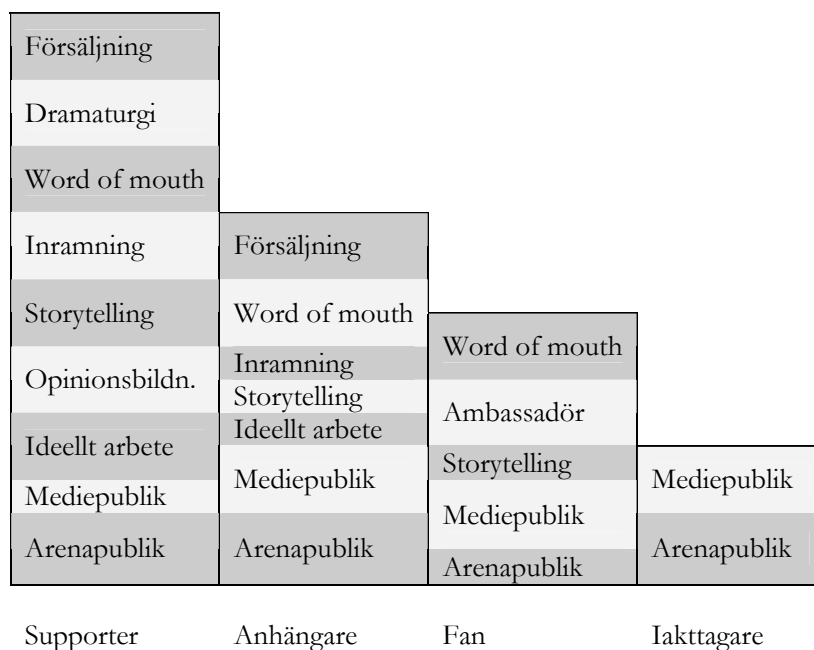 Försäljning
Dramaturgi
Word of mouth
Inramning
Storytelling
Opinionsbildn.
Ideellt arbete
Mediepublik
Arenapublik
Supporter
Försäljning
Word of mouth
Inramning
Storytelling
Ideellt arbete
Mediepublik
Arenapublik
Anhängare
Word of mouth
Ambassadör
Storytelling
Mediepublik
Arenapublik
Fan
Mediepublik
Arenapublik
Iakttagare